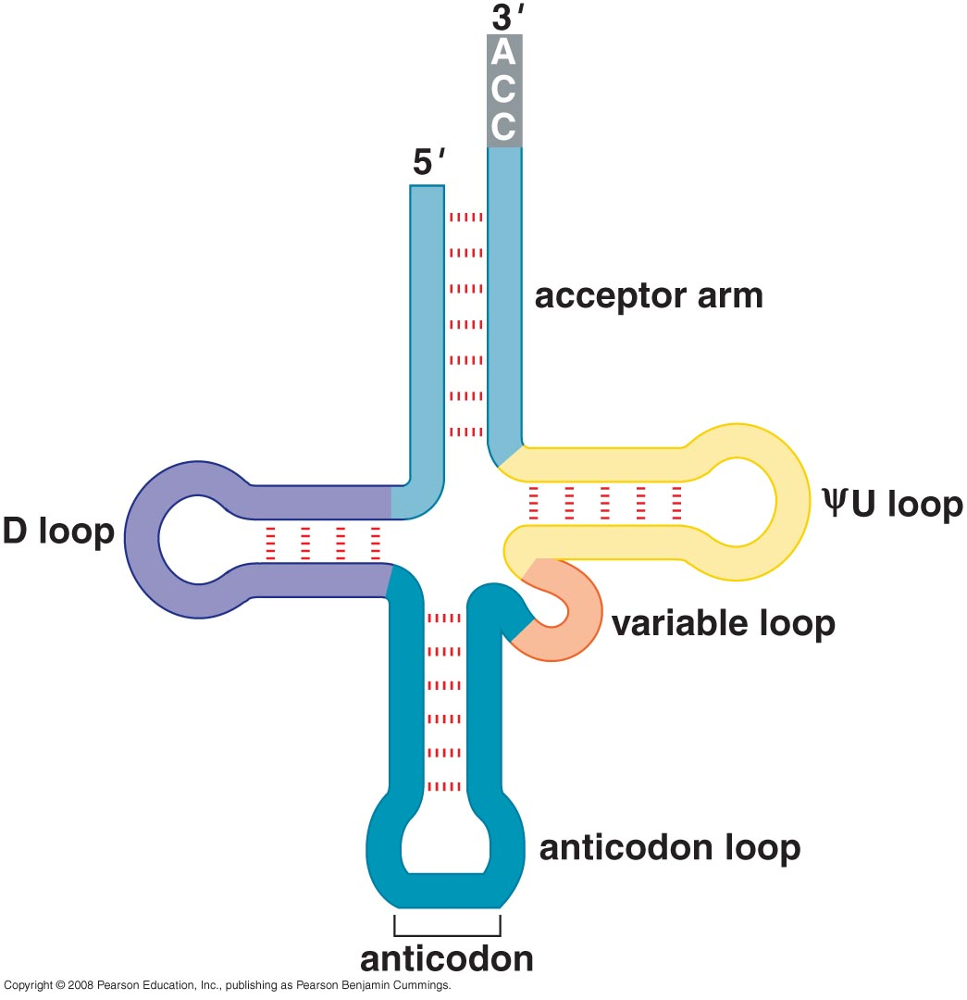 3′
A
C
C
5′
acceptor arm
D loop
ΨU loop
variable loop
anticodon loop
anticodon
Copyright © 2008 Pearson Education, Inc., publishing as Pearson Benjamin Cummings.